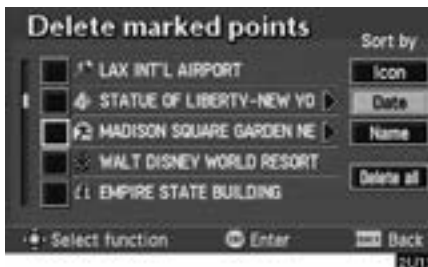 Delete marked points
Sort by
LAX INT'L AIRPORT
Icon
STATUE OF LIBERTY-NEW YO
Date
MADISON SQUARE GARDEN NE
Name
WALT DISNEY WORLD RESORT
EMPIRE STATE BUILDING
Delete all
Select function
Enter
Back